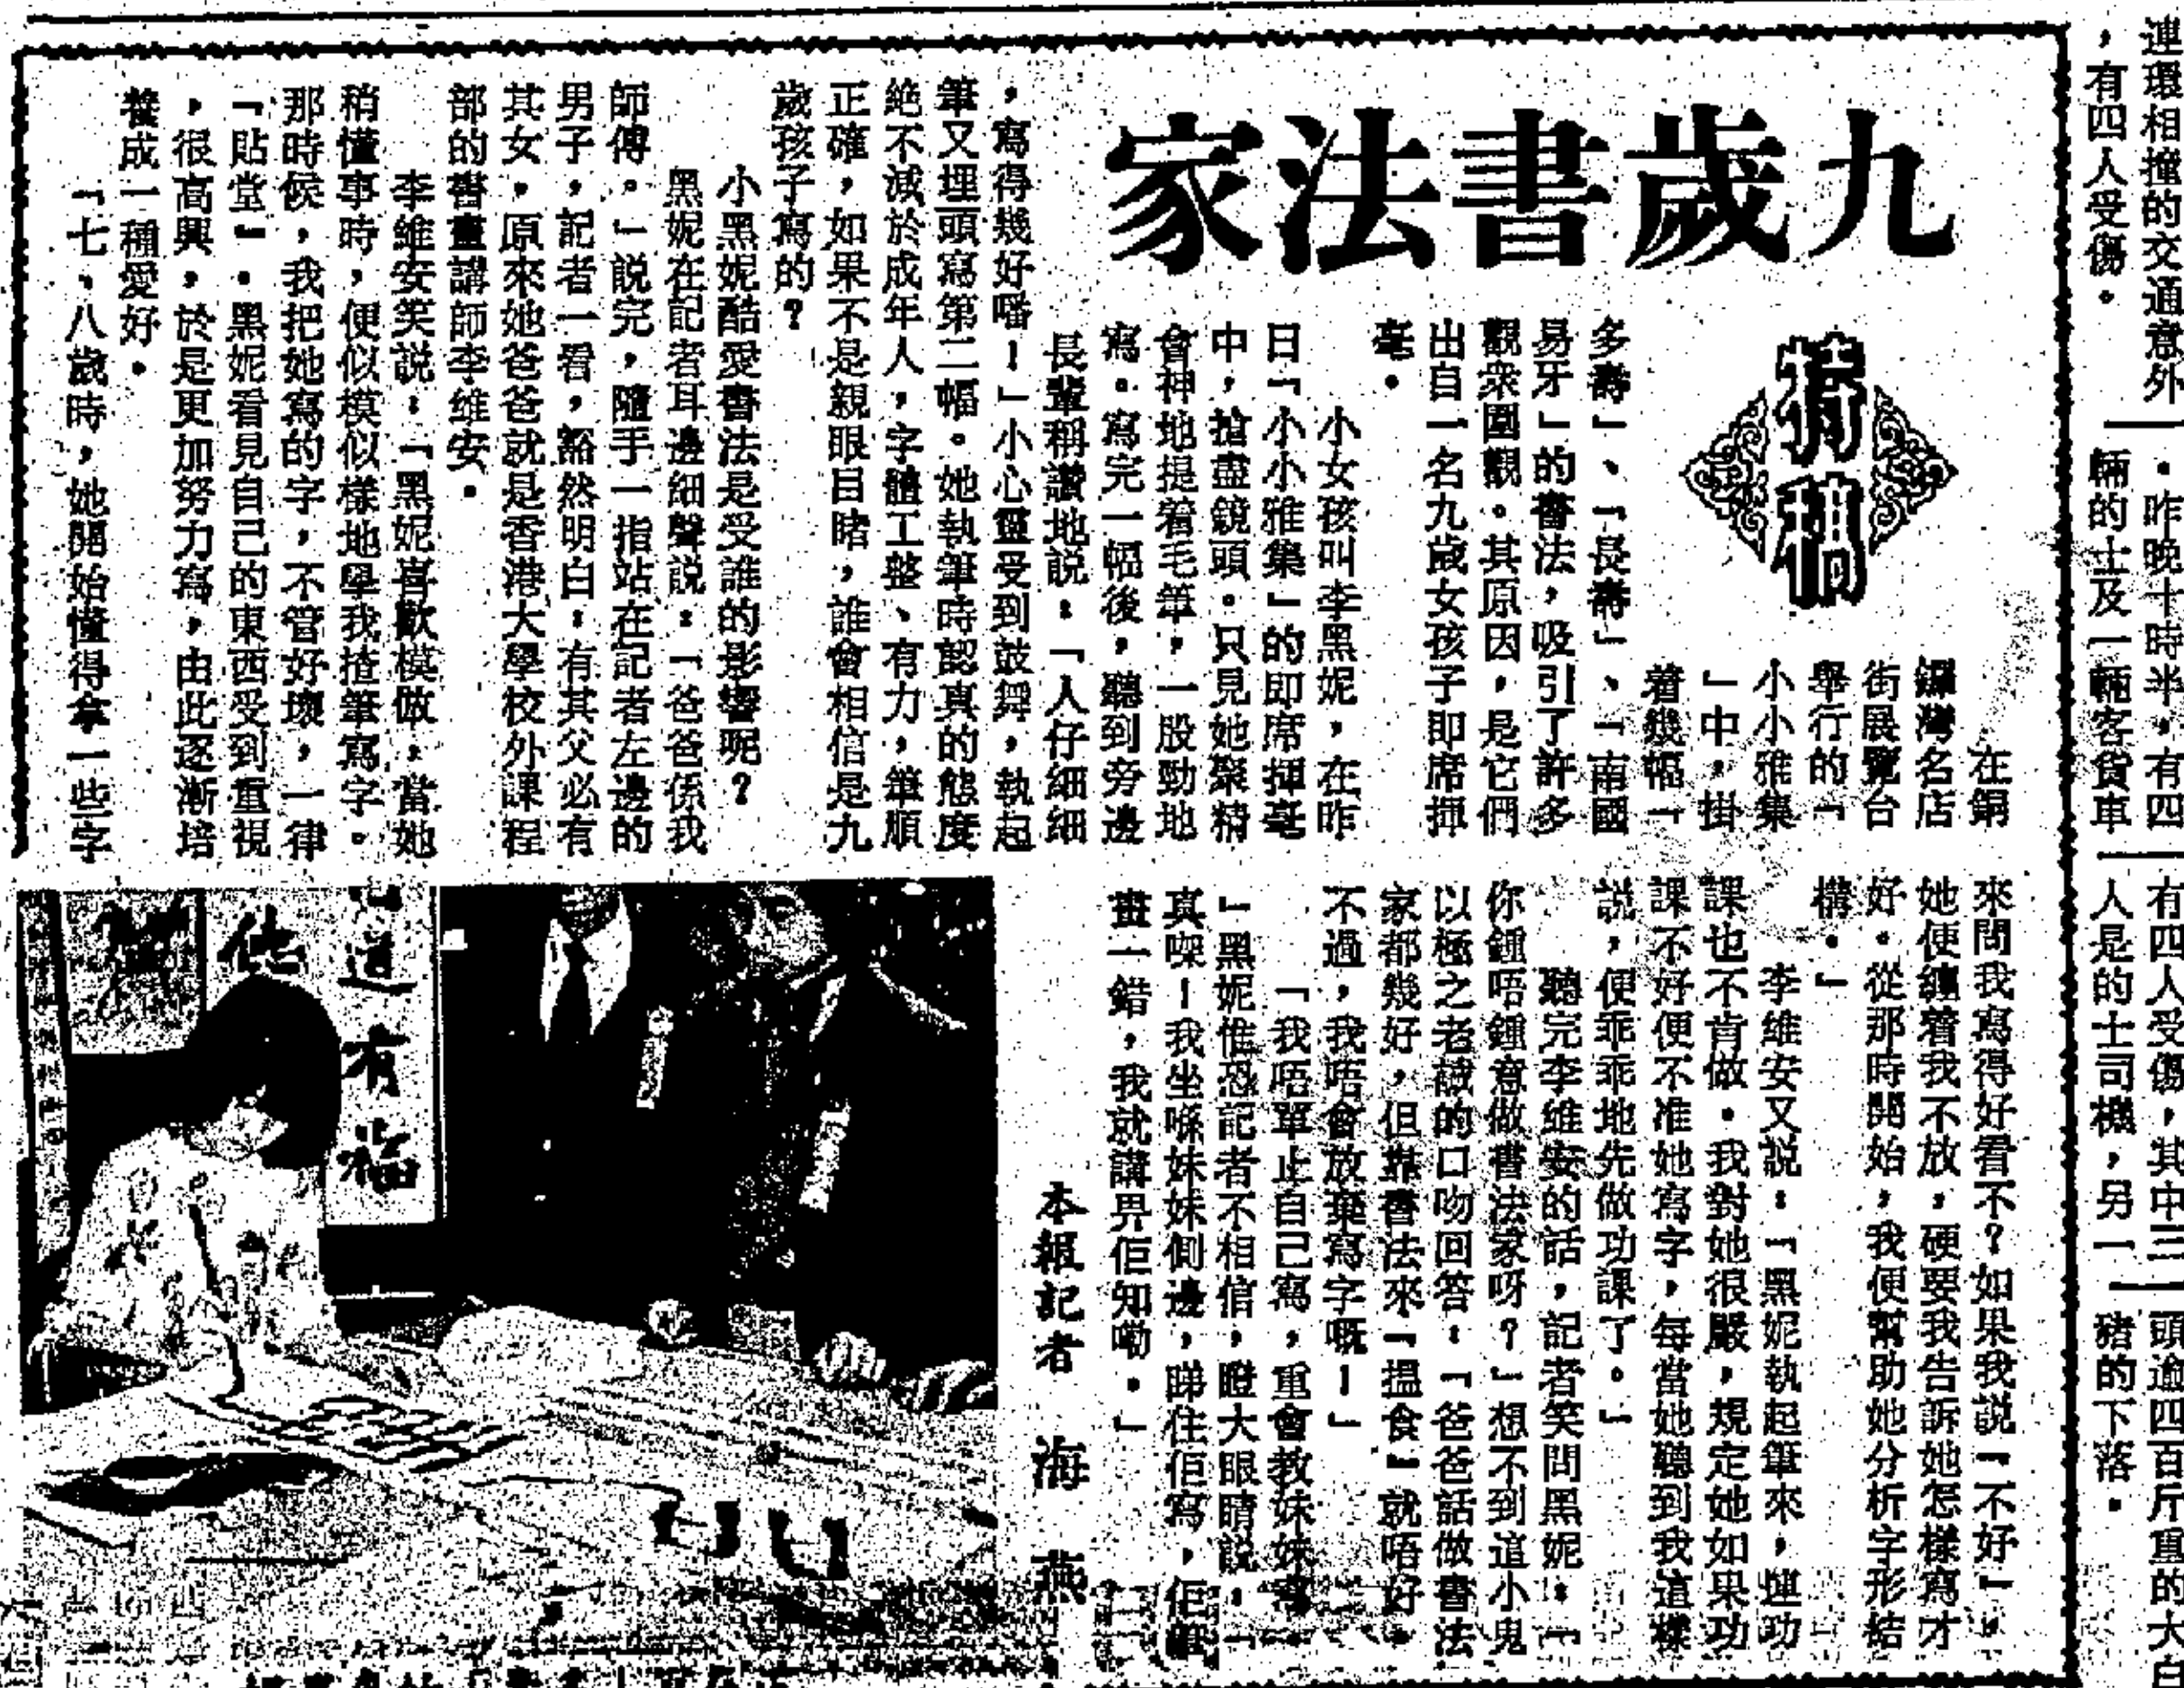 九歲書法家
特稿
在銅
鑼灣名店
街展覽台
舉行的「
小小雅集
」中，掛
着幾幅「
多壽」、「長壽」、「南國
易牙」的書法，吸引了許多
觀衆圍觀。其原因，是它們
出自一名九歲女孩子即席揮
毫。
小女孩叫李黑妮，在昨
日「小小雅集」的即席揮毫
中，搶盡鏡頭。只見她聚精
會神地提着毛筆，一股勁地
寫。寫完一幅後，聽到旁邊
長輩稱讚地説：「人仔細細
，寫得幾好噃！」小心靈受到鼓舞，執起
筆又埋頭寫第二幅。她執筆時認真的態度
絶不減於成年人，字體工整、有力，筆順
正確，如果不是親眼目睹，誰會相信是九
歲孩子寫的？
小黑妮酷愛書法是受誰的影響呢？
黑妮在記者耳邊細聲説：「爸爸係我
師傅。」説完，隨手一指站在記者左邊的
男子，記者一看，豁然明白：有其父必有
其女，原來她爸爸就是香港大學校外課程
部的書畫講師李維安。
李維安笑説：「黑妮喜歡模倣，當她
稍懂事時，便似模似樣地學我揸筆寫字。
那時候，我把她寫的字，不管好壞，一律
「貼堂」。黑妮看見自己的東西受到重視
，很高興，於是更加努力寫，由此逐漸培
養成一種愛好。
「七、八歲時，她開始懂得拿一些字
來問我寫得好看不？如果我説「不好」，
她便纏着我不放，硬要我告訴她怎樣寫才
好。從那時開始，我便幫助她分析字形結
構。」
李維安又説：「黑妮執起筆來，連功
課也不肯做。我對她很嚴，規定她如果功
課不好便不准她寫字，每當她聽到我這樣
説，便乖乖地先做功課了。」
聽完李維安的話，記者笑問黑妮：「
你鍾唔鍾意做書法家呀？」想不到這小鬼
以極之老誠的口吻回答：「爸爸話做書法
家都幾好，但靠書法來「搵食」就唔好。
不過，我唔會放棄寫字嘅！」
「我唔單止自己寫，重會教妹妹寫。
」黑妮惟恐記者不相信，瞪大眼睛説：「
真㗎！我坐喺妹妹側邊，睇住佢寫，佢
畫一錯，我就講畀佢知嘞。」
本報記者　海燕
道有福
連環相撞的交通意外
，有四人受傷。
。昨晚十時半，有四
輛的士及一輛客貨車
有四人受傷，其中三
人是的士司機，另一
頭逾四百斤重的大白
豬的下落。